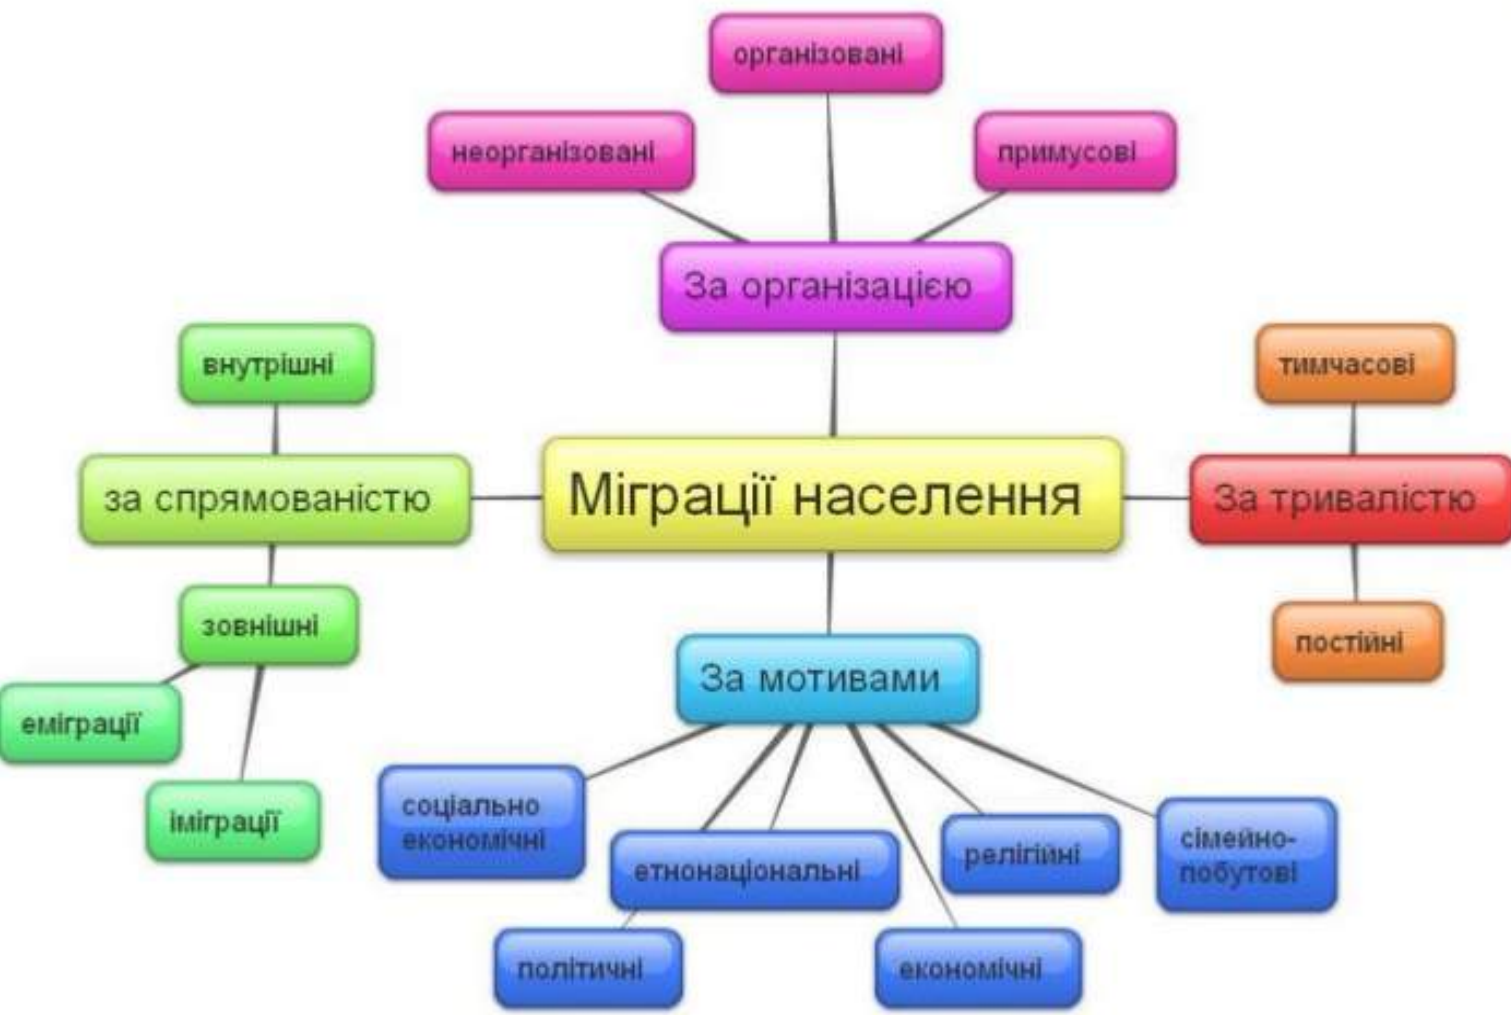 організовані
неорганізовані
примусові
За організацією
внутрішні
тимчасові
за спрямованістю
Міграції населення
За тривалістю
зовнішні
постійні
За мотивами
еміграції
іміграції
соціально
економічні
етнонаціональні
релігійні
сімейно-
побутові
політичні
економічні